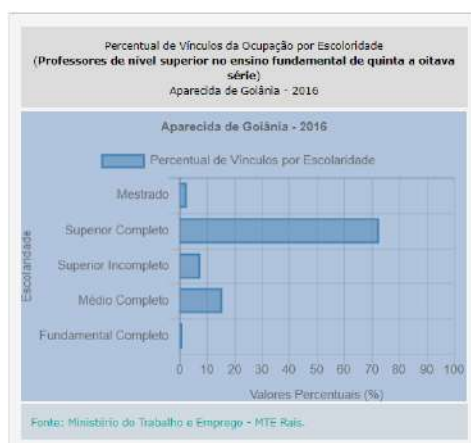 Percentual de Vínculos da Ocupação por Escoloridade
(Professores de nível superior no ensino fundamental de quinta a oitava
série)
Aparecida de Goiânia - 2016
Aparecida de Goiânia - 2016
Percentual de Vínculos por Escolaridade
Escolaridade
Mestrado
Superior Completo
Superior Incompleto
Médio Completo
Fundamental Completo
0 10 20 30 40 50 60 70 80 90 100
Valores Percentuais (%)
Fonte: Ministério do Trabalho e Emprego - MTE Rais.